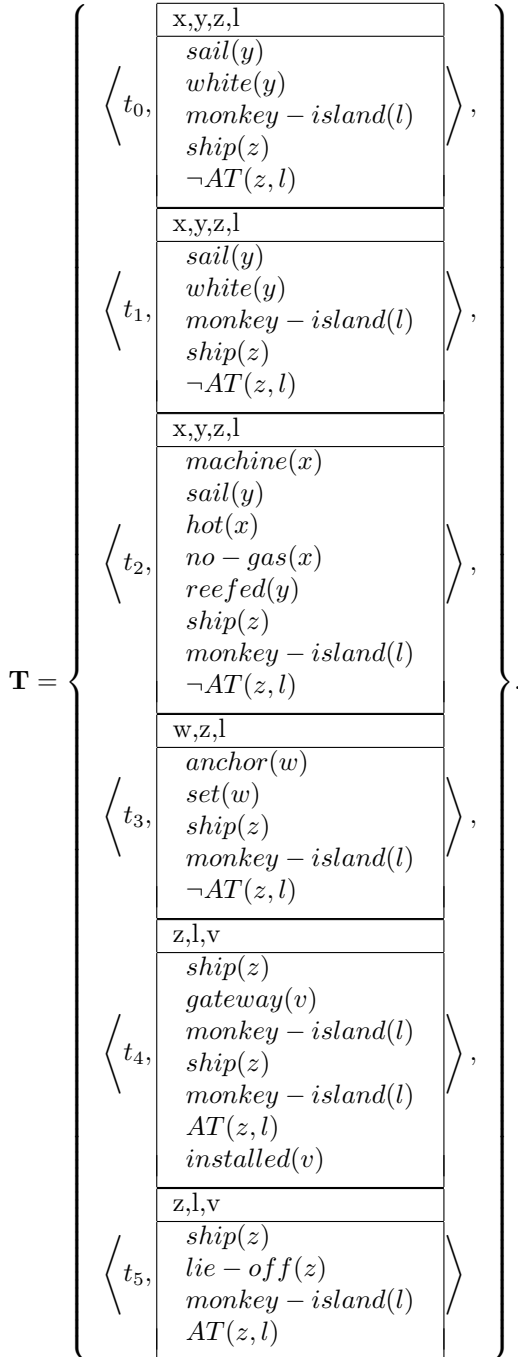 x,y,z,l
sail(y)
white(y)
monkey − island(l)
ship(z)
⟨t₀, ¬AT(z, l)⟩,
x,y,z,l
sail(y)
white(y)
monkey − island(l)
ship(z)
⟨t₁, ¬AT(z, l)⟩,
x,y,z,l
machine(x)
sail(y)
hot(x)
no − gas(x)
reefed(y)
ship(z)
monkey − island(l)
⟨t₂, ¬AT(z, l)⟩,
T = { }.
w,z,l
anchor(w)
set(w)
ship(z)
monkey − island(l)
⟨t₃, ¬AT(z, l)⟩,
z,l,v
ship(z)
gateway(v)
monkey − island(l)
ship(z)
monkey − island(l)
AT(z, l)
⟨t₄, installed(v)⟩,
z,l,v
ship(z)
lie − off(z)
monkey − island(l)
⟨t₅, AT(z, l)⟩